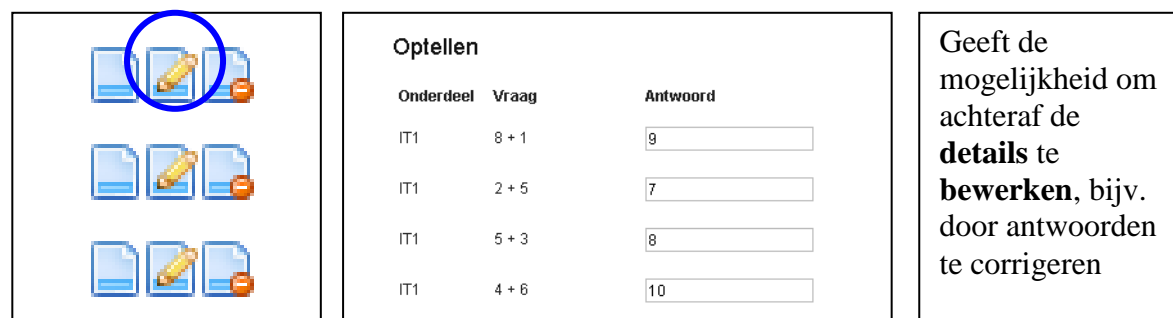 Optellen
Onderdeel Vraag Antwoord
IT1 8 + 1 9
IT1 2 + 5 7
IT1 5 + 3 8
IT1 4 + 6 10
Geeft de
mogelijkheid om
achteraf de
details te
bewerken, bijv.
door antwoorden
te corrigeren